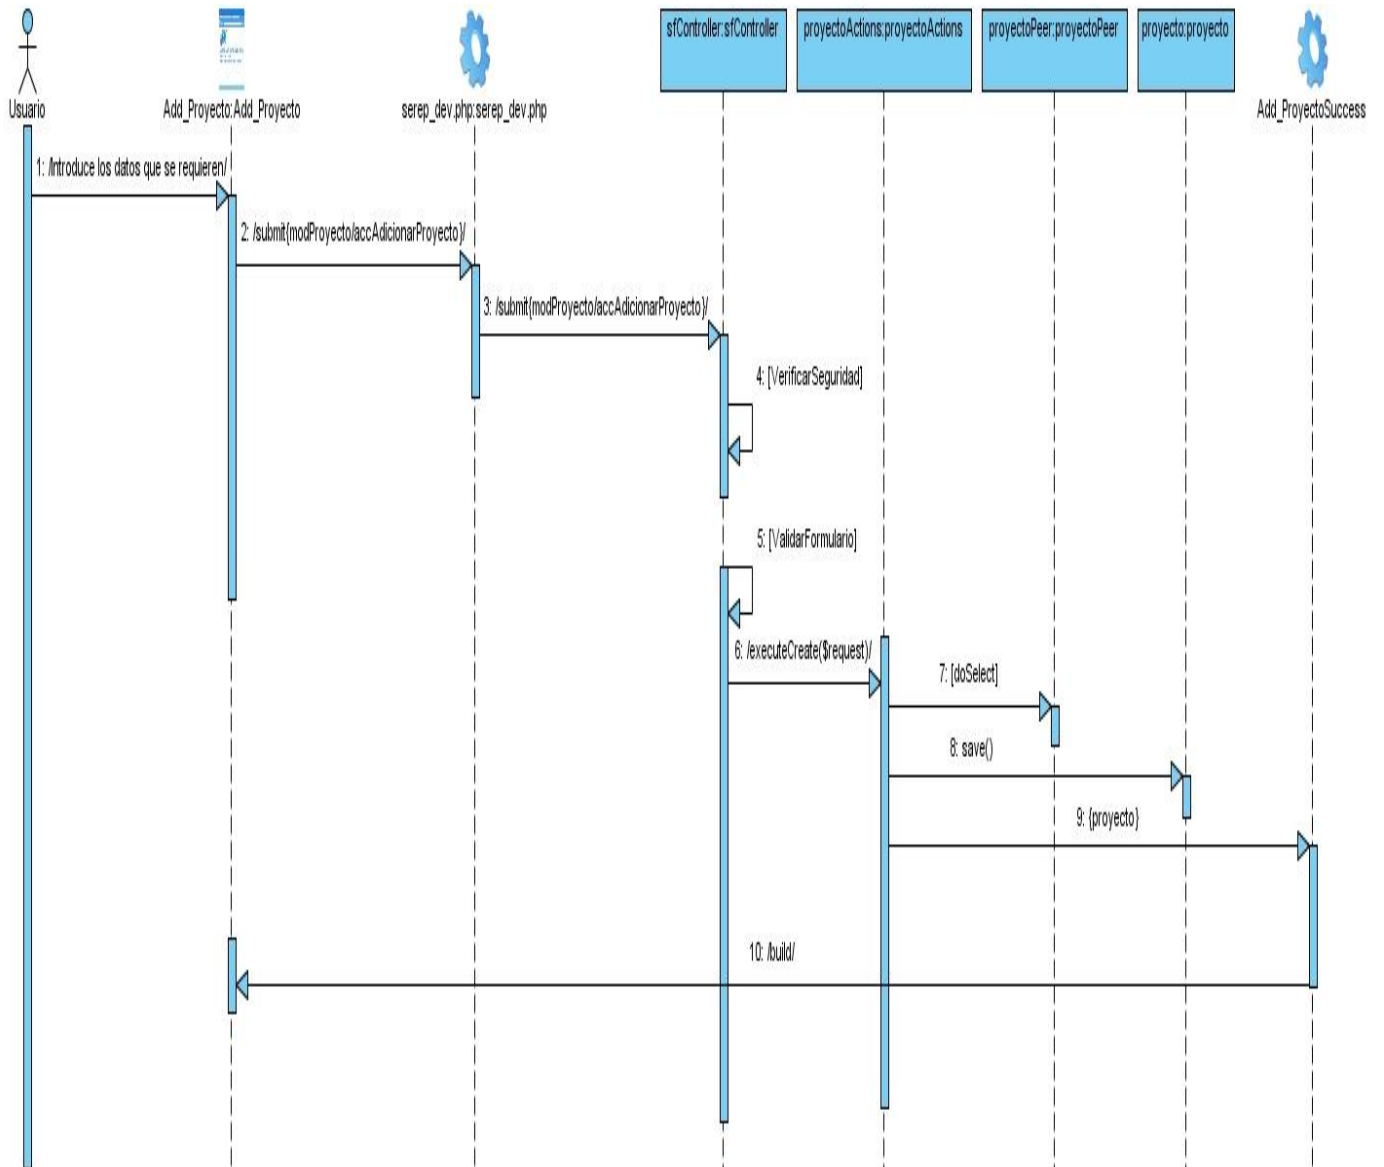 sfController:sfController
proyectoActions:proyectoActions
proyectoPeer:proyectoPeer
proyecto:proyecto
Usuario
Add_Proyecto:Add_Proyecto
serep_dev.php:serep_dev.php
Add_ProyectoSuccess
1: /Introduce los datos que se requieren/
2: /submit{modProyecto/accAdicionarProyecto}/
3: /submit{modProyecto/accAdicionarProyecto}/
4: [VerificarSeguridad]
5: [ValidarFormulario]
6: /executeCreate($request)/
7: [doSelect]
8: save()
9: {proyecto}
10: /build/